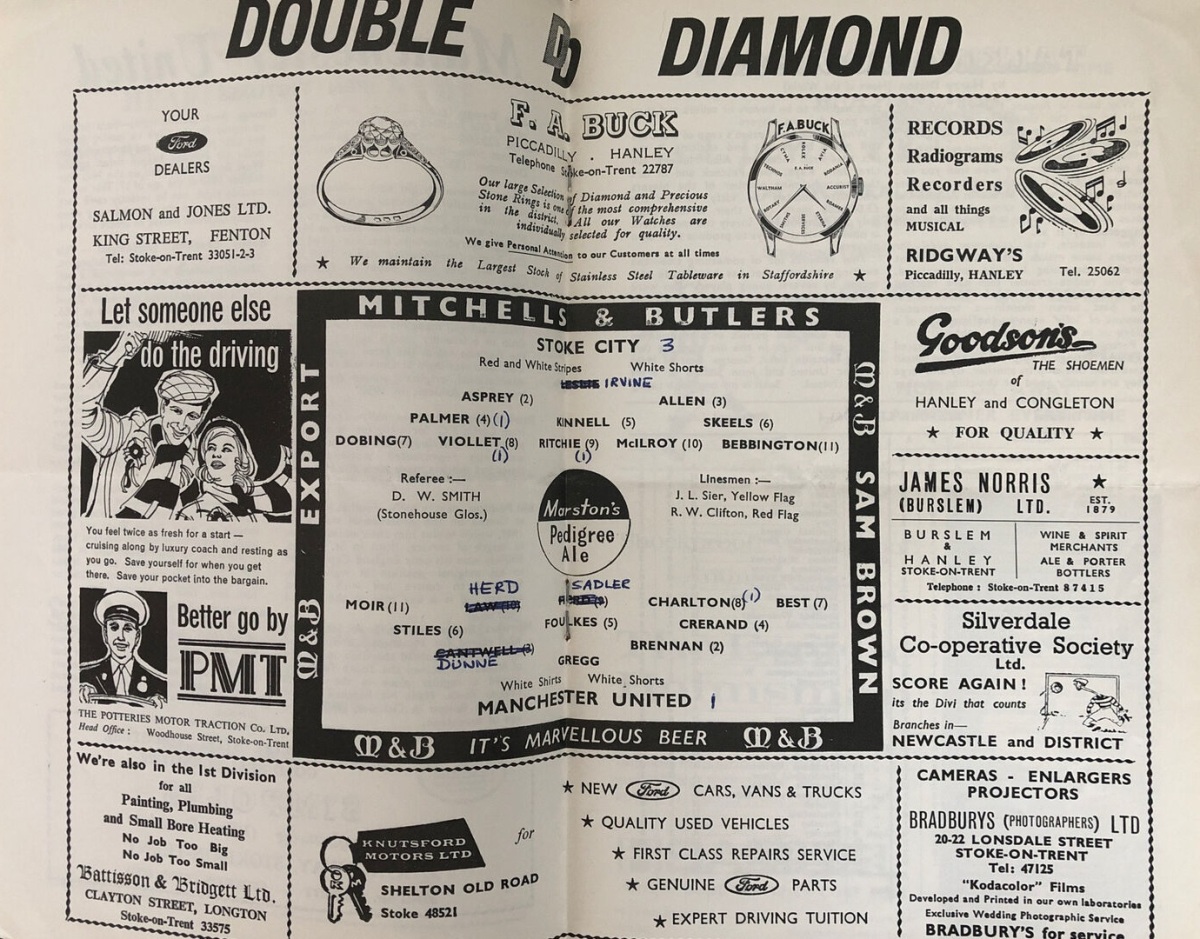 DOUBLE DD DIAMOND
YOUR
Ford
DEALERS
SALMON and JONES LTD.
KING STREET, FENTON
Tel: Stoke-on-Trent 33051-2-3
F. A. BUCK
PICCADILLY . HANLEY
Telephone Stoke-on-Trent 22787
Our large Selection of Diamond and Precious
Stone Rings is one of the most comprehensive
in the district. All our Watches are
individually selected for quality.
We give Personal Attention to our Customers at all times
★ We maintain the Largest Stock of Stainless Steel Tableware in Staffordshire ★
F.A.BUCK
RECORDS
Radiograms
Recorders
and all things
MUSICAL
RIDGWAY'S
Piccadilly, HANLEY Tel. 25062
Let someone else
do the driving
You feel twice as fresh for a start —
cruising along by luxury coach and resting as
you go. Save yourself for when you get
there. Save your pocket into the bargain.
Better go by
PMT
THE POTTERIES MOTOR TRACTION Co. LTD.
Head Office : Woodhouse Street, Stoke-on-Trent
MITCHELLS & BUTLERS
M&B EXPORT
M&B SAM BROWN
STOKE CITY 3
Red and White Stripes White Shorts
LESLIE IRVINE
ASPREY (2) ALLEN (3)
PALMER (4) (1) KINNELL (5) SKEELS (6)
DOBING (7) VIOLLET (8) RITCHIE (9) McILROY (10) BEBBINGTON (11)
(1) (1)
Referee :— Linesmen :—
D. W. SMITH J. L. Sier, Yellow Flag
(Stonehouse Glos.) R. W. Clifton, Red Flag
Marston's
Pedigree
Ale
HERD SADLER
MOIR (11) LAW (10) HERD (9) CHARLTON (8) (1) BEST (7)
STILES (6) FOULKES (5) CRERAND (4)
CANTWELL (3) BRENNAN (2)
DUNNE GREGG
White Shirts White Shorts
MANCHESTER UNITED 1
M&B IT'S MARVELLOUS BEER M&B
Goodson's
THE SHOEMEN
of
HANLEY and CONGLETON
★ FOR QUALITY ★
JAMES NORRIS ★
(BURSLEM) LTD. EST. 1879
BURSLEM
&
HANLEY
STOKE-ON-TRENT
WINE & SPIRIT
MERCHANTS
ALE & PORTER
BOTTLERS
Telephone : Stoke-on-Trent 87415
Silverdale
Co-operative Society
Ltd.
SCORE AGAIN !
its the Divi that counts
Branches in—
NEWCASTLE and DISTRICT
We're also in the 1st Division
for all
Painting, Plumbing
and Small Bore Heating
No Job Too Big
No Job Too Small
Battisson & Bridgett Ltd.
CLAYTON STREET, LONGTON
Stoke-on-Trent 33575
KNUTSFORD
MOTORS LTD
for
SHELTON OLD ROAD
Stoke 48521
★ NEW Ford CARS, VANS & TRUCKS
★ QUALITY USED VEHICLES
★ FIRST CLASS REPAIRS SERVICE
★ GENUINE Ford PARTS
★ EXPERT DRIVING TUITION
CAMERAS - ENLARGERS
PROJECTORS
BRADBURYS (PHOTOGRAPHERS) LTD
20-22 LONSDALE STREET
STOKE-ON-TRENT
Tel: 47125
"Kodacolor" Films
Developed and Printed in our own laboratories
Exclusive Wedding Photographic Service
BRADBURY'S for service